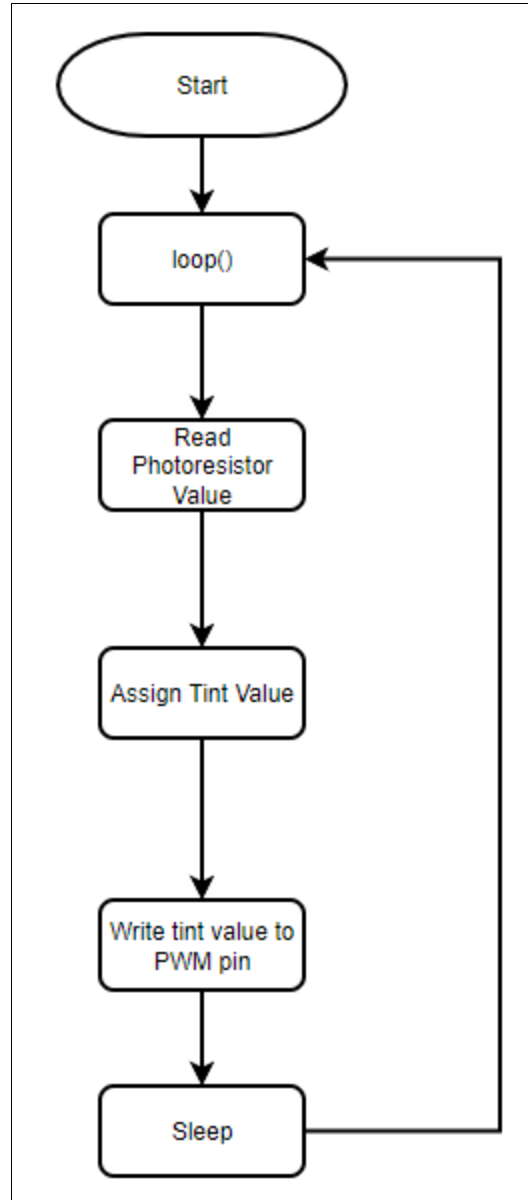 Start
loop()
Read
Photoresistor
Value
Assign Tint Value
Write tint value to
PWM pin
Sleep